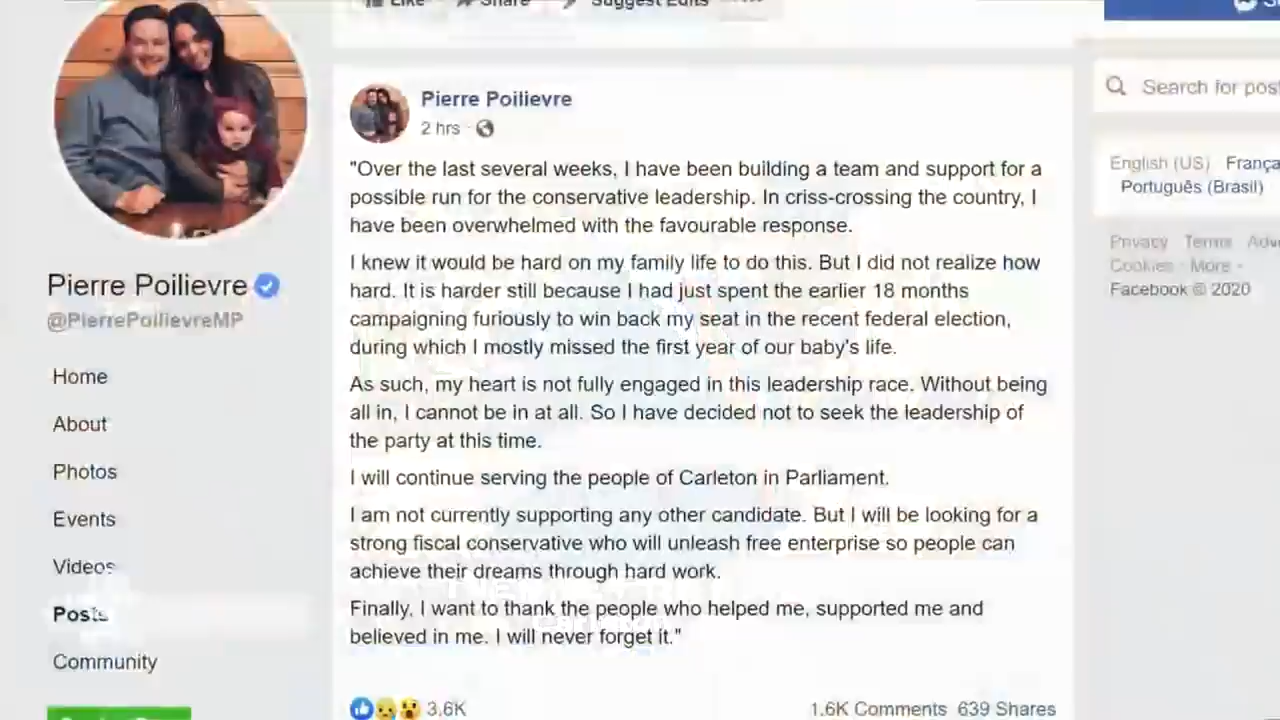 Like Share Suggest Edits
Pierre Poilievre
2 hrs
"Over the last several weeks, I have been building a team and support for a
possible run for the conservative leadership. In criss-crossing the country, I
have been overwhelmed with the favourable response.
I knew it would be hard on my family life to do this. But I did not realize how
hard. It is harder still because I had just spent the earlier 18 months
campaigning furiously to win back my seat in the recent federal election,
during which I mostly missed the first year of our baby's life.
As such, my heart is not fully engaged in this leadership race. Without being
all in, I cannot be in at all. So I have decided not to seek the leadership of
the party at this time.
I will continue serving the people of Carleton in Parliament.
I am not currently supporting any other candidate. But I will be looking for a
strong fiscal conservative who will unleash free enterprise so people can
achieve their dreams through hard work.
Finally, I want to thank the people who helped me, supported me and
believed in me. I will never forget it."
3.6K
1.6K Comments 639 Shares
Pierre Poilievre
@PierrePoilievreMP
Home
About
Photos
Events
Videos
Posts
Community
Search for post
English (US) · França
Português (Brasil)
Privacy · Terms · Adve
Cookies · More
Facebook © 2020